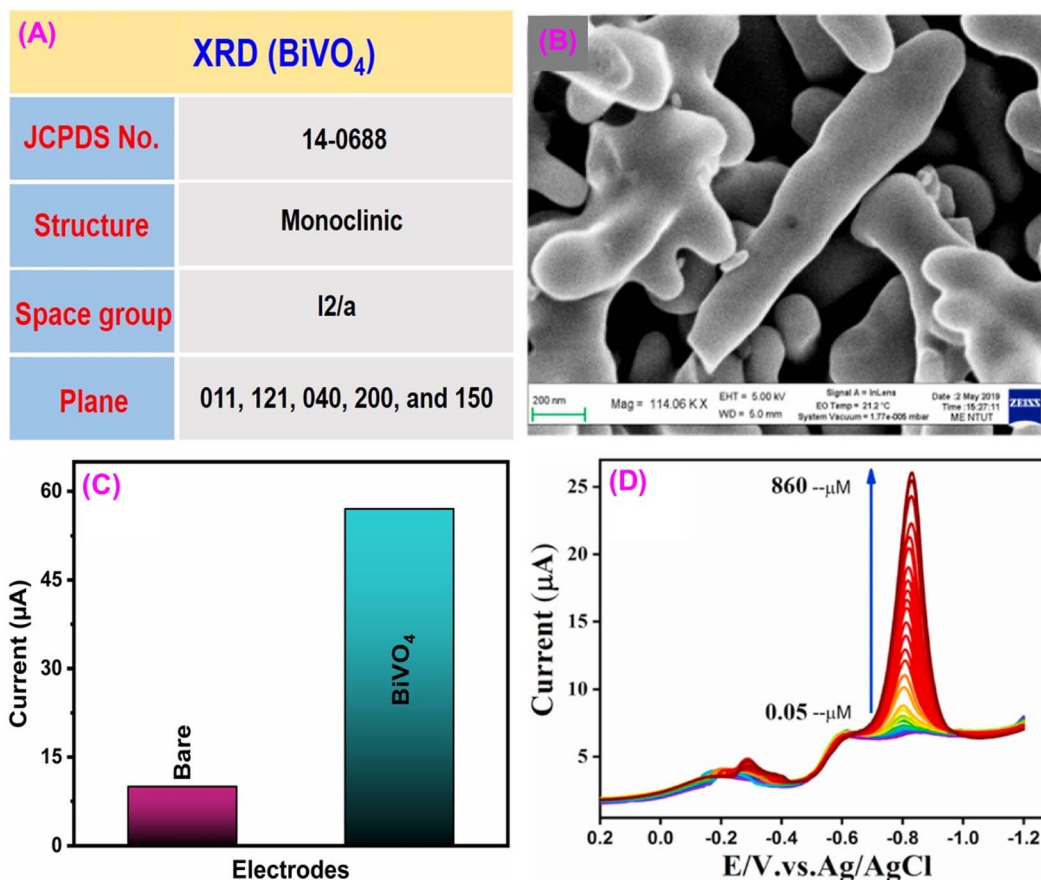 (A)
XRD (BiVO₄)
JCPDS No. 14-0688
Structure Monoclinic
Space group I2/a
Plane 011, 121, 040, 200, and 150
(B)
200 nm
Mag = 114.06 K X
EHT = 5.00 kV
WD = 5.0 mm
Signal A = InLens
EO Temp = 21.2 °C
System Vacuum = 1.77e-005 mbar
Date :2 May 2019
Time :15:27:11
ME NTUT
ZEISS
(C)
Current (µA)
60
45
30
15
0
Bare
BiVO₄
Electrodes
(D)
Current (µA)
25
20
15
10
5
860 --µM
0.05 --µM
0.2 0.0 -0.2 -0.4 -0.6 -0.8 -1.0 -1.2
E/V.vs.Ag/AgCl